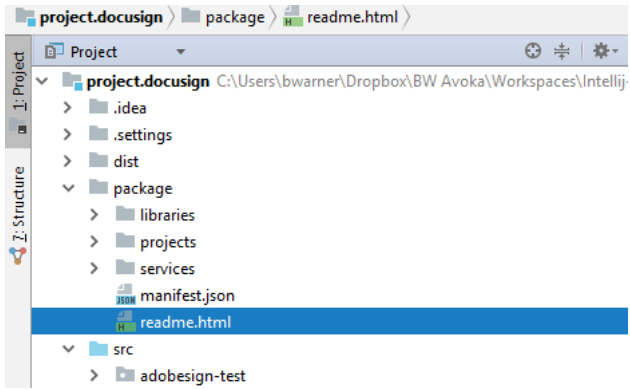 project.docusign package readme.html
1: Project
Project
project.docusign C:\Users\bwarner\Dropbox\BW Avoka\Workspaces\Intellij-
.idea
.settings
dist
package
libraries
projects
services
JSON manifest.json
H readme.html
src
adobesign-test
7: Structure